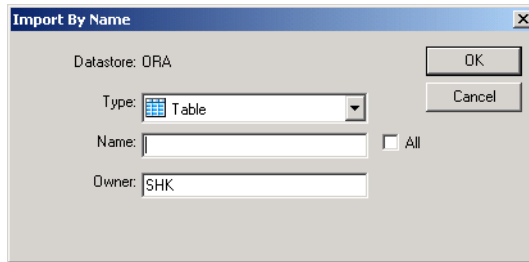 Import By Name
Datastore: ORA
OK
Type: Table
Cancel
Name:
All
Owner: SHK